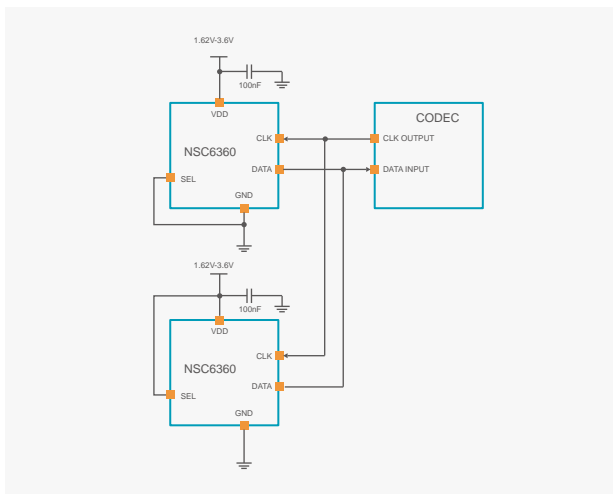 1.62V-3.6V
100nF
VDD
CODEC
CLK
CLK OUTPUT
NSC6360
DATA
DATA INPUT
SEL
GND
1.62V-3.6V
100nF
VDD
CLK
NSC6360
DATA
SEL
GND